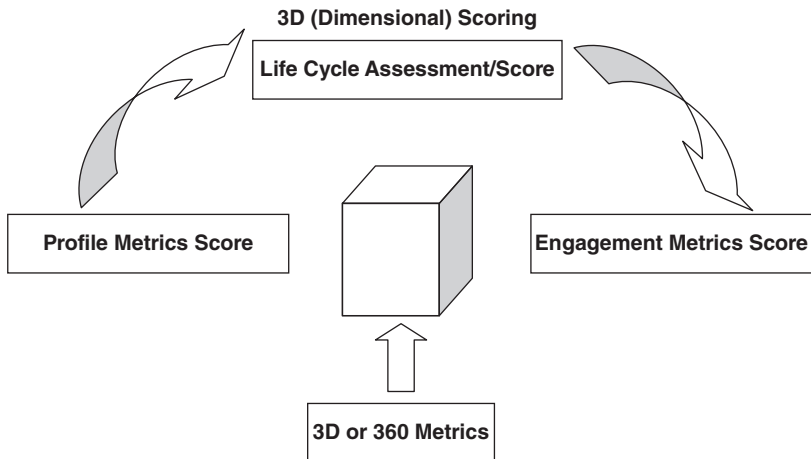 3D (Dimensional) Scoring
Life Cycle Assessment/Score
Profile Metrics Score
Engagement Metrics Score
3D or 360 Metrics